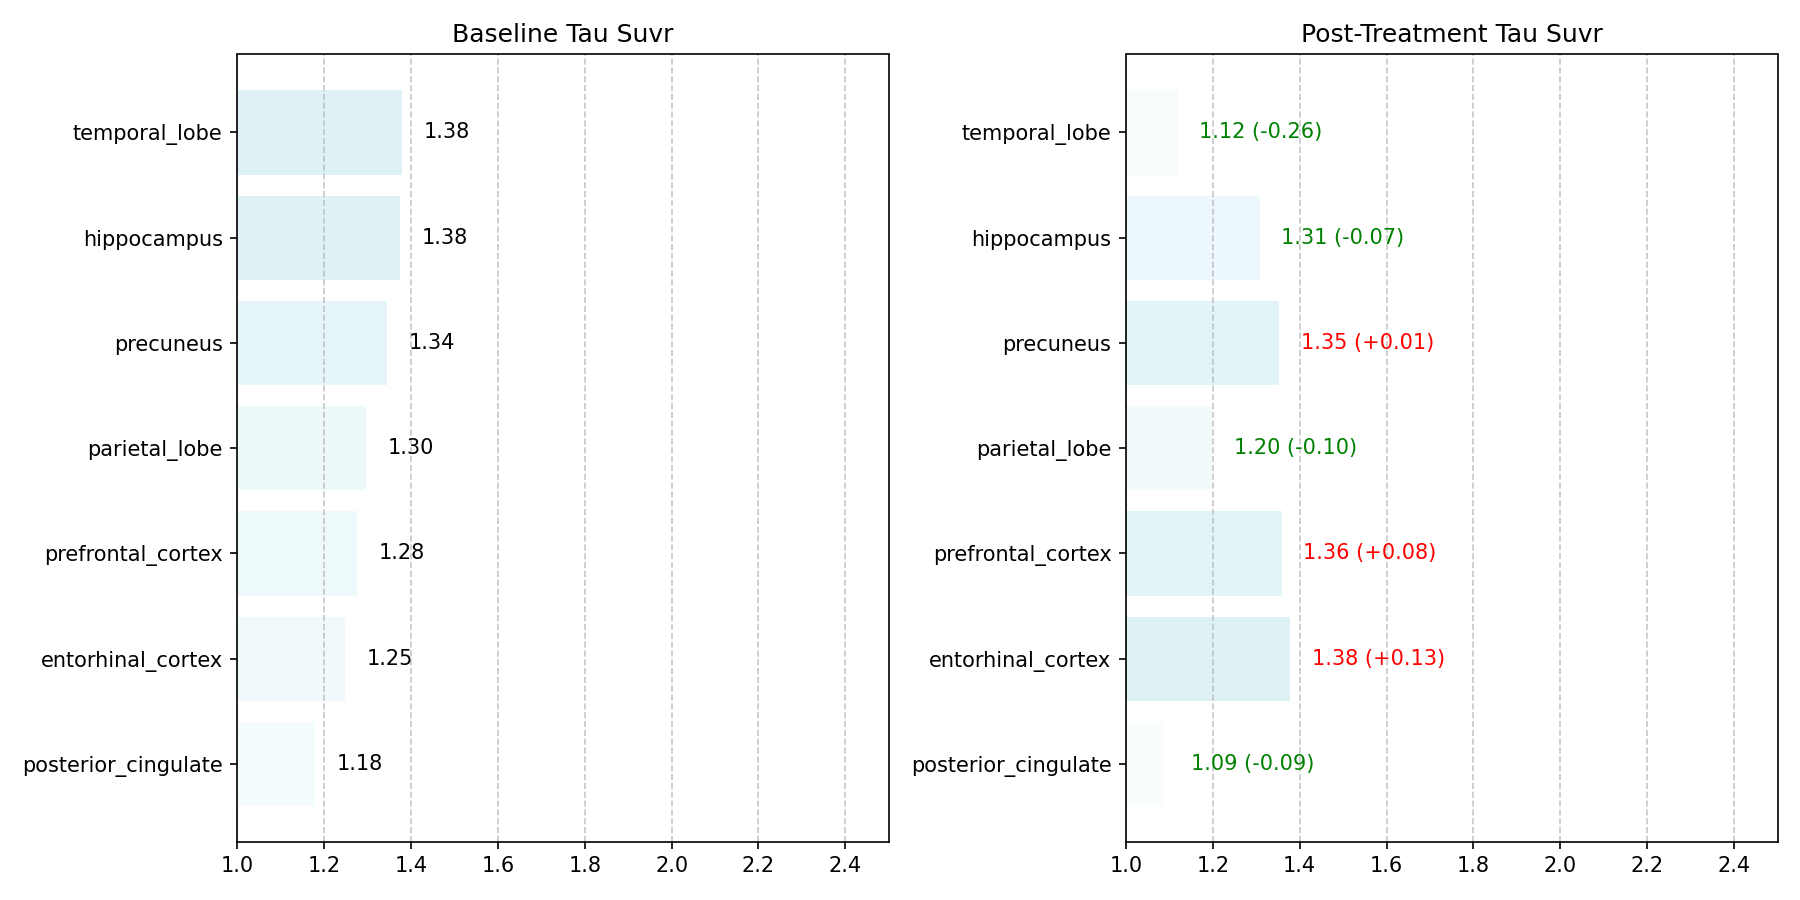 Baseline Tau Suvr
temporal_lobe 1.38
hippocampus 1.38
precuneus 1.34
parietal_lobe 1.30
prefrontal_cortex 1.28
entorhinal_cortex 1.25
posterior_cingulate 1.18
1.0 1.2 1.4 1.6 1.8 2.0 2.2 2.4
Post-Treatment Tau Suvr
temporal_lobe 1.12 (-0.26)
hippocampus 1.31 (-0.07)
precuneus 1.35 (+0.01)
parietal_lobe 1.20 (-0.10)
prefrontal_cortex 1.36 (+0.08)
entorhinal_cortex 1.38 (+0.13)
posterior_cingulate 1.09 (-0.09)
1.0 1.2 1.4 1.6 1.8 2.0 2.2 2.4